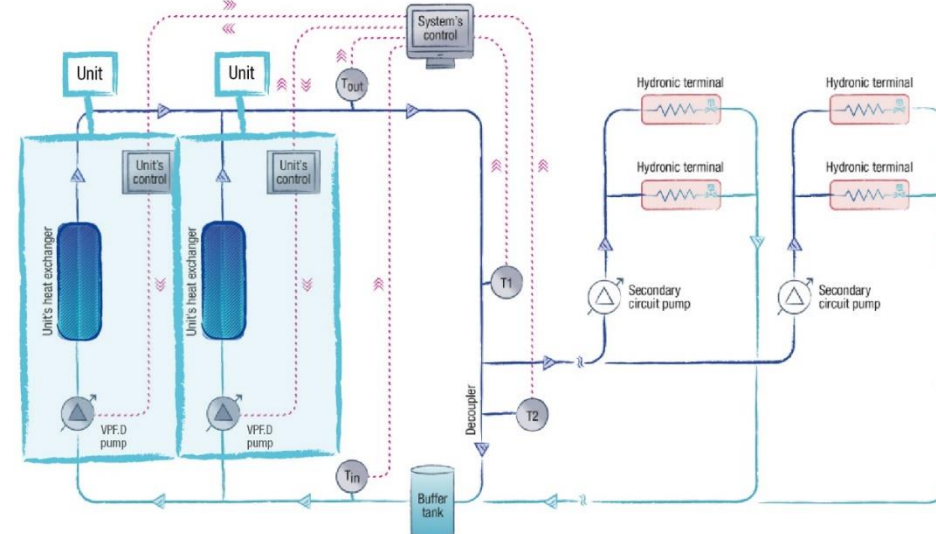 System's
control
Unit
Unit
Tout
Hydronic terminal
Hydronic terminal
Unit's
control
Unit's
control
Hydronic terminal
Hydronic terminal
Unit's heat exchanger
Unit's heat exchanger
T1
Secondary
circuit pump
Secondary
circuit pump
Decoupler
T2
VPF.D
pump
VPF.D
pump
Tin
Buffer
tank